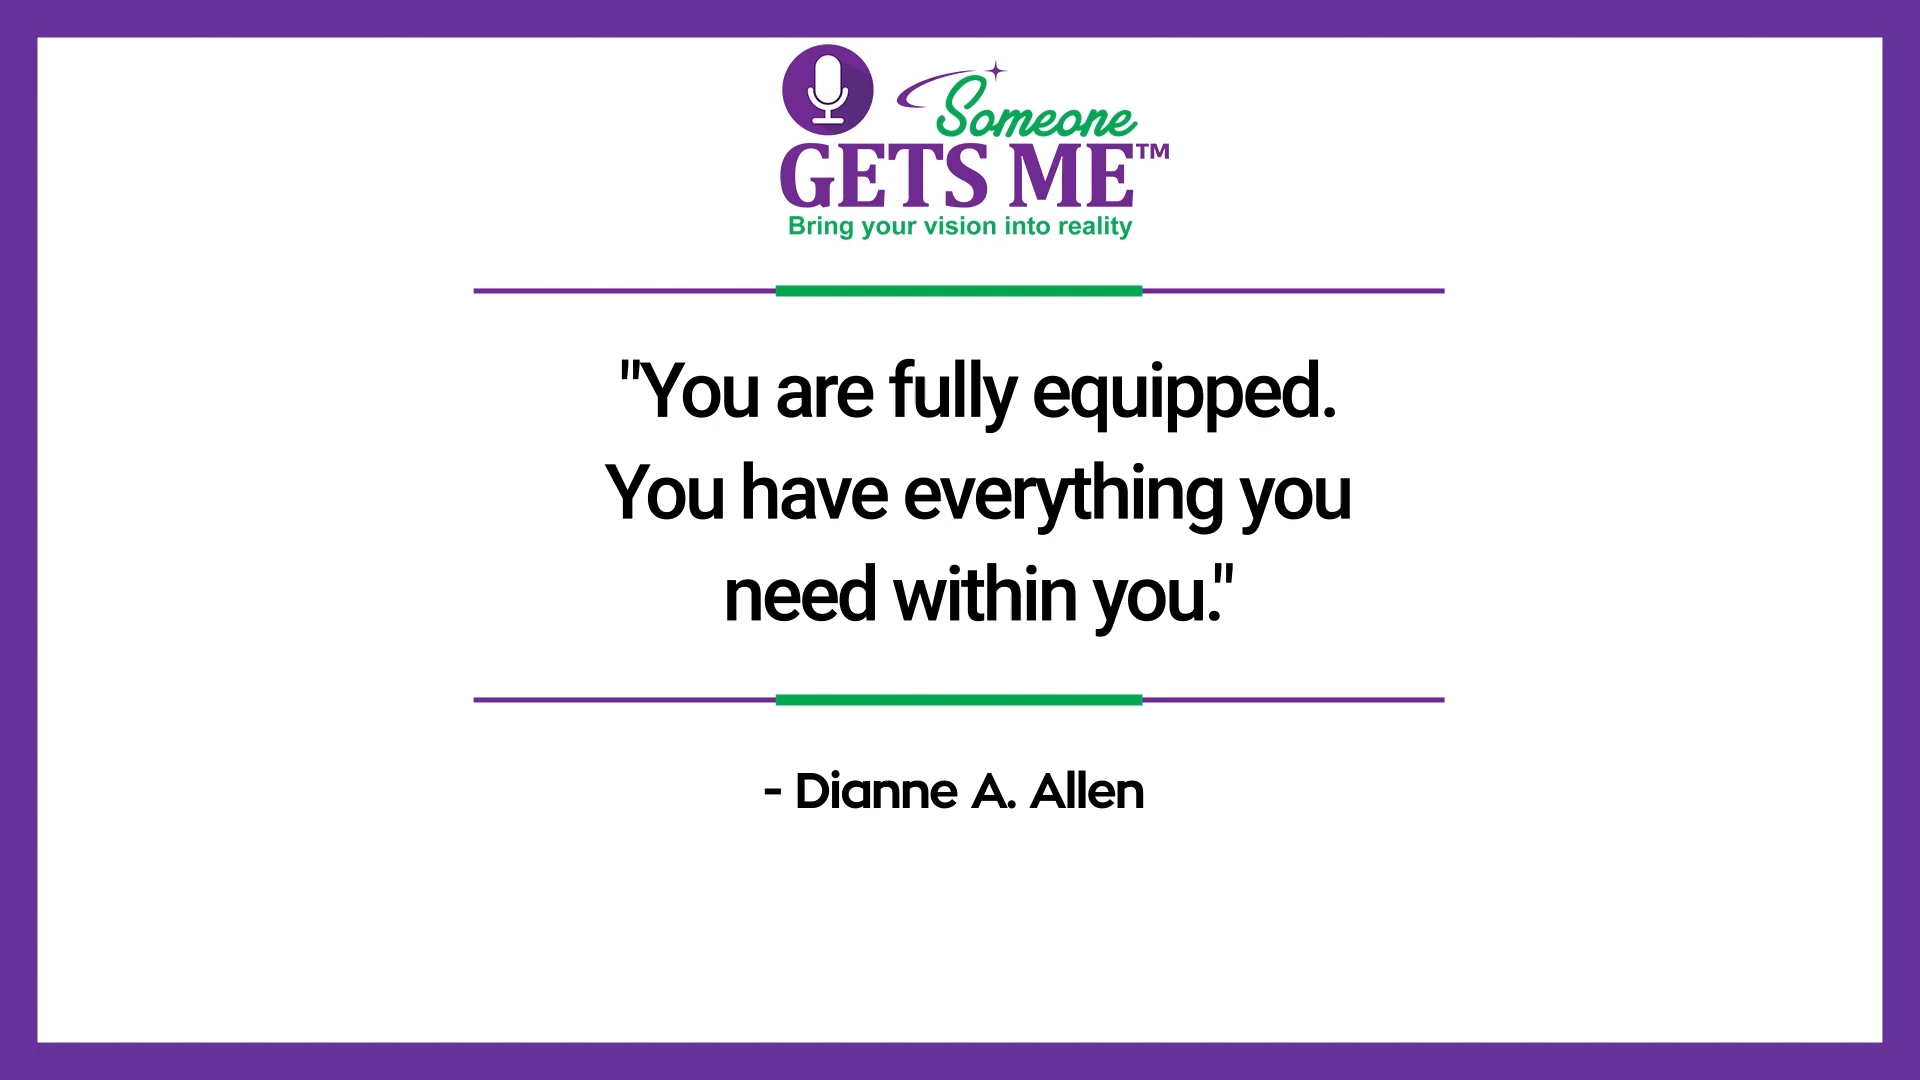 Someone
GETS ME™
Bring your vision into reality
"You are fully equipped.
You have everything you
need within you."
- Dianne A. Allen